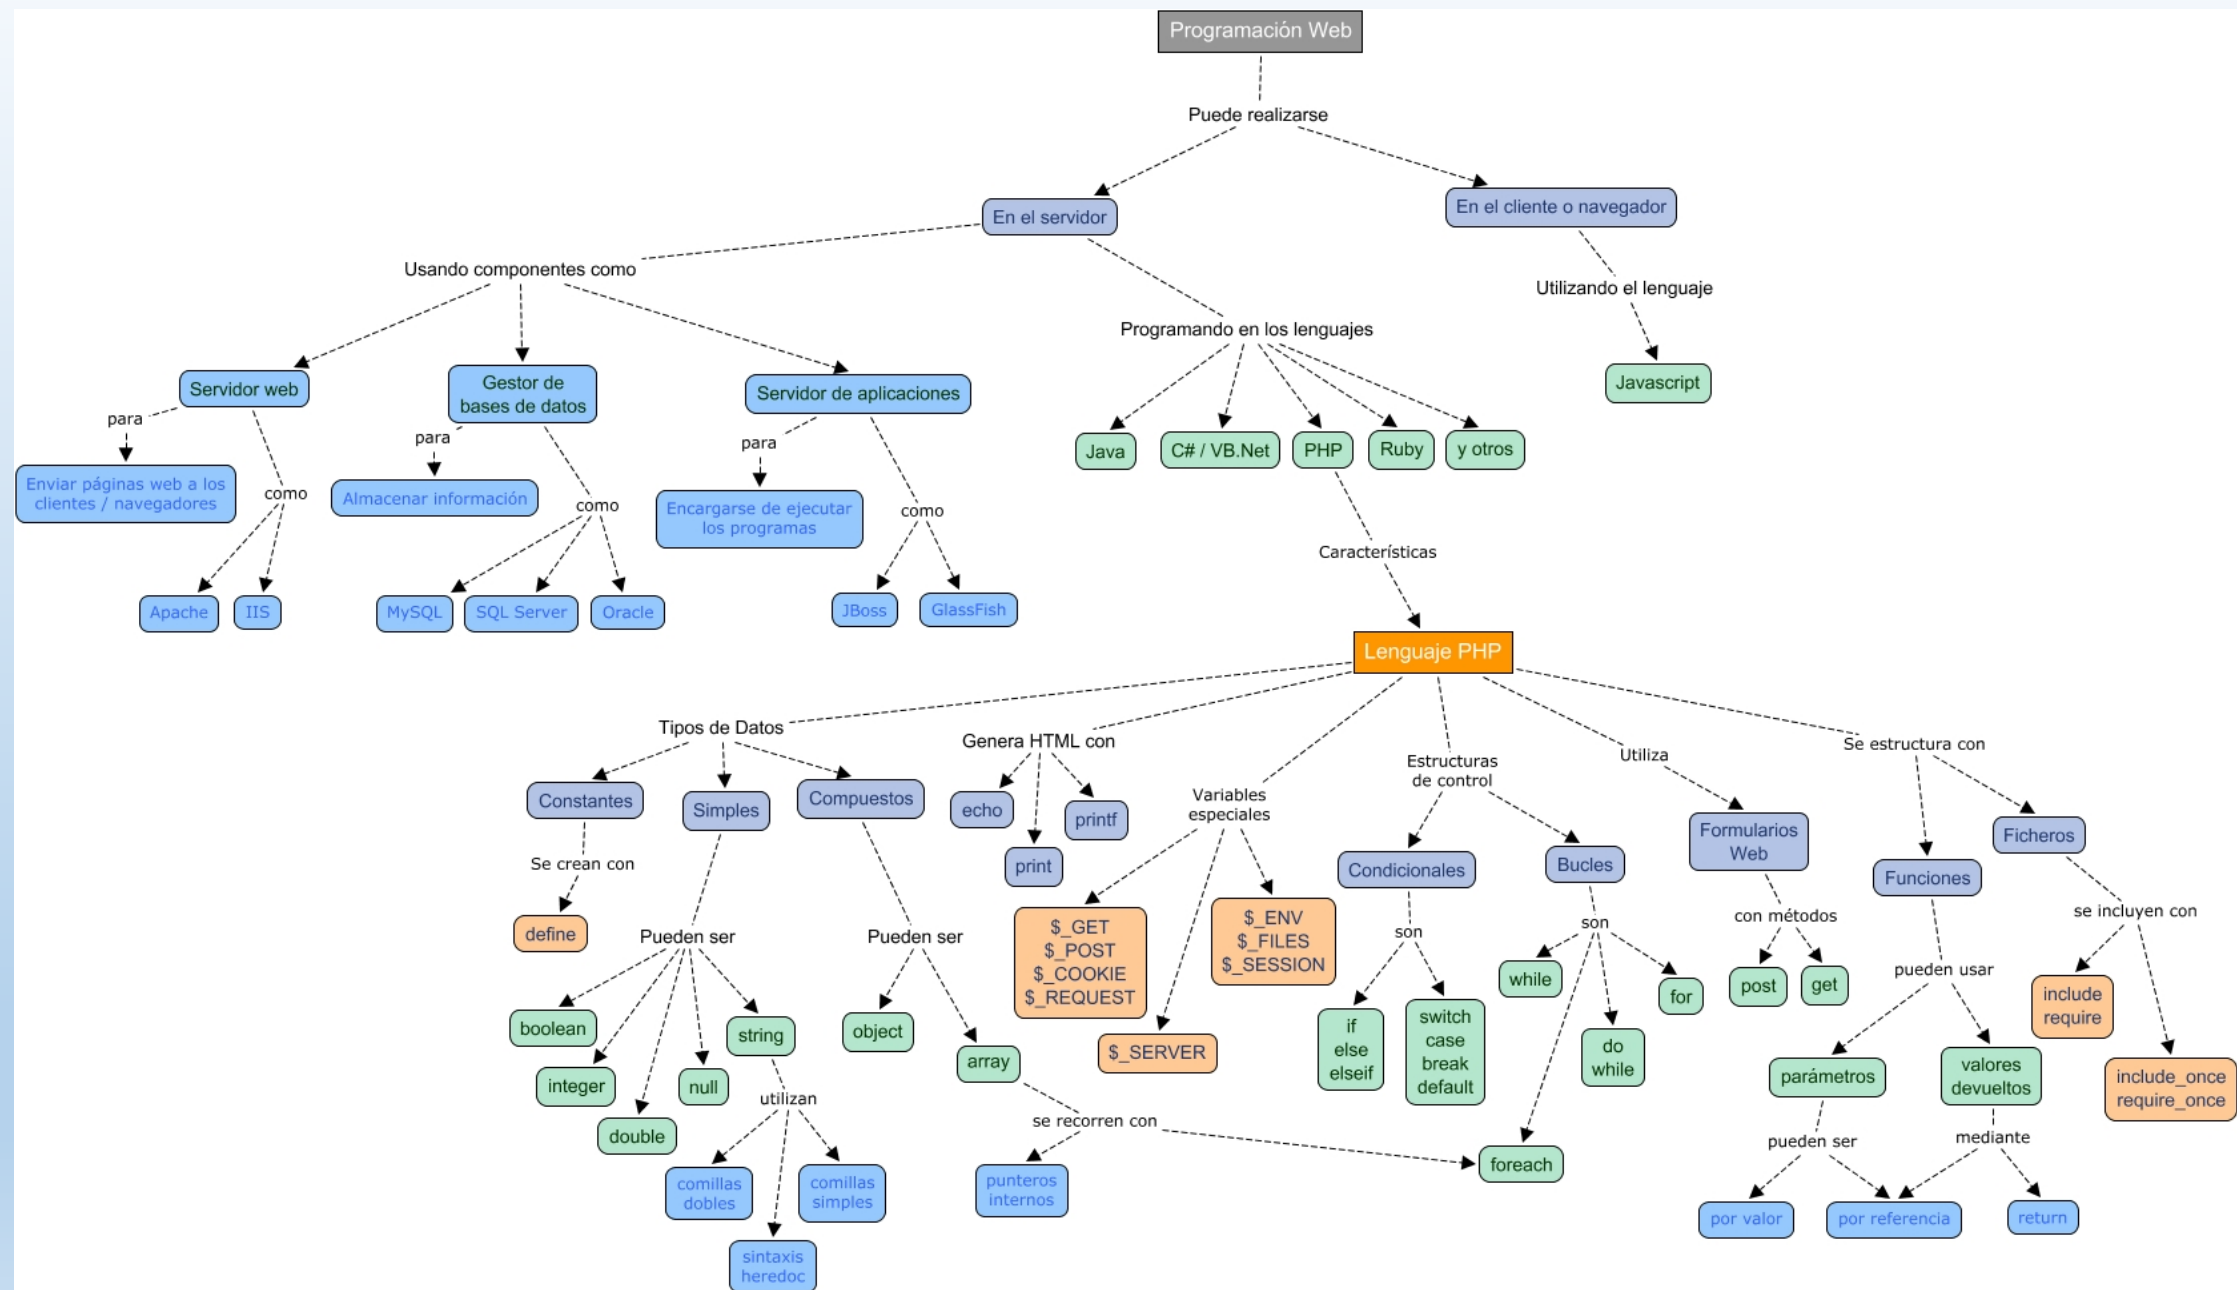 Programación Web
Puede realizarse
En el servidor
En el cliente o navegador
Usando componentes como
Utilizando el lenguaje
Programando en los lenguajes
Javascript
Servidor web
Gestor de
bases de datos
Servidor de aplicaciones
para
para
para
Java
C# / VB.Net
PHP
Ruby
y otros
Enviar páginas web a los
clientes / navegadores
como
Almacenar información
como
Encargarse de ejecutar
los programas
como
Características
Apache
IIS
MySQL
SQL Server
Oracle
JBoss
GlassFish
Lenguaje PHP
Tipos de Datos
Genera HTML con
Variables
especiales
Estructuras
de control
Utiliza
Se estructura con
Constantes
Simples
Compuestos
echo
print
printf
Condicionales
Bucles
Formularios
Web
Funciones
Ficheros
Se crean con
define
Pueden ser
Pueden ser
$_GET
$_POST
$_COOKIE
$_REQUEST
$_ENV
$_FILES
$_SESSION
$_SERVER
son
son
con métodos
pueden usar
se incluyen con
boolean
integer
double
null
string
object
array
if
else
elseif
switch
case
break
default
while
do
while
for
post
get
include
require
include_once
require_once
parámetros
valores
devueltos
utilizan
se recorren con
foreach
pueden ser
mediante
comillas
dobles
comillas
simples
sintaxis
heredoc
punteros
internos
por valor
por referencia
return